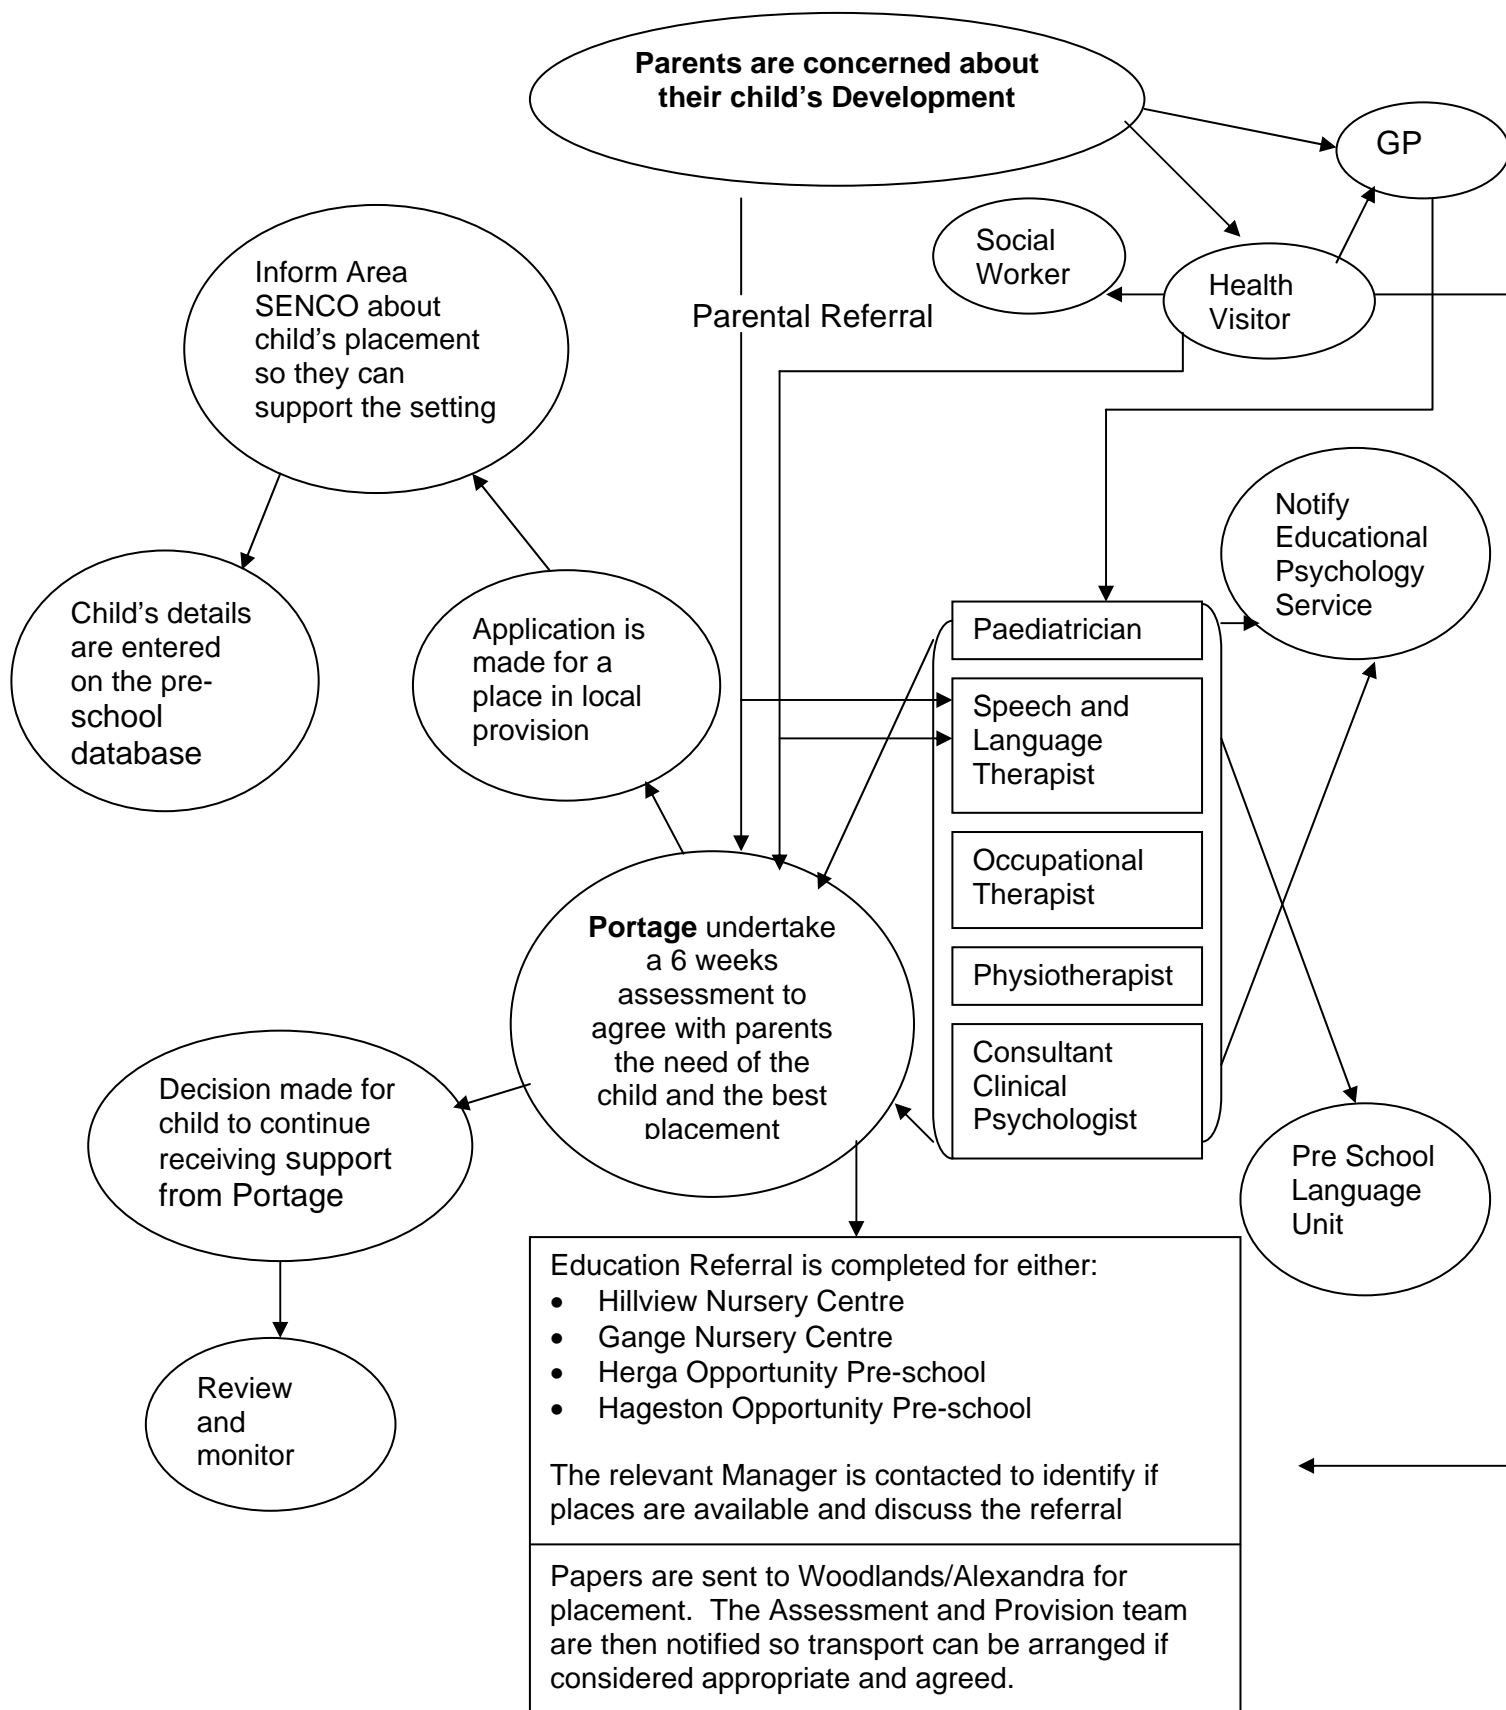 Parents are concerned about
their child's Development
GP
Social
Worker
Health
Visitor
Parental Referral
Inform Area
SENCO about
child's placement
so they can
support the setting
Notify
Educational
Psychology
Service
Child's details
are entered
on the pre-
school
database
Application is
made for a
place in local
provision
Paediatrician
Speech and
Language
Therapist
Occupational
Therapist
Physiotherapist
Consultant
Clinical
Psychologist
Portage undertake
a 6 weeks
assessment to
agree with parents
the need of the
child and the best
placement
Decision made for
child to continue
receiving support
from Portage
Pre School
Language
Unit
Review
and
monitor
Education Referral is completed for either:
• Hillview Nursery Centre
• Gange Nursery Centre
• Herga Opportunity Pre-school
• Hageston Opportunity Pre-school
The relevant Manager is contacted to identify if
places are available and discuss the referral
Papers are sent to Woodlands/Alexandra for
placement. The Assessment and Provision team
are then notified so transport can be arranged if
considered appropriate and agreed.